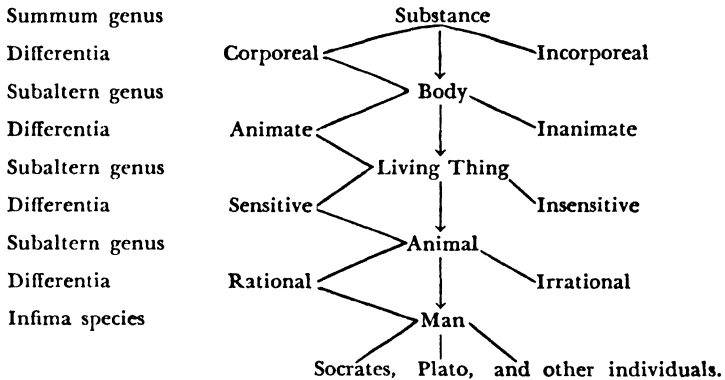 Summum genus Substance
Differentia Corporeal Incorporeal
Subaltern genus Body
Differentia Animate Inanimate
Subaltern genus Living Thing
Differentia Sensitive Insensitive
Subaltern genus Animal
Differentia Rational Irrational
Infima species Man
Socrates, Plato, and other individuals.